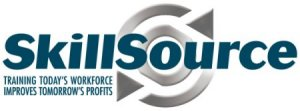 SkillSource
TRAINING TODAY'S WORKFORCE
IMPROVES TOMORROW'S PROFITS